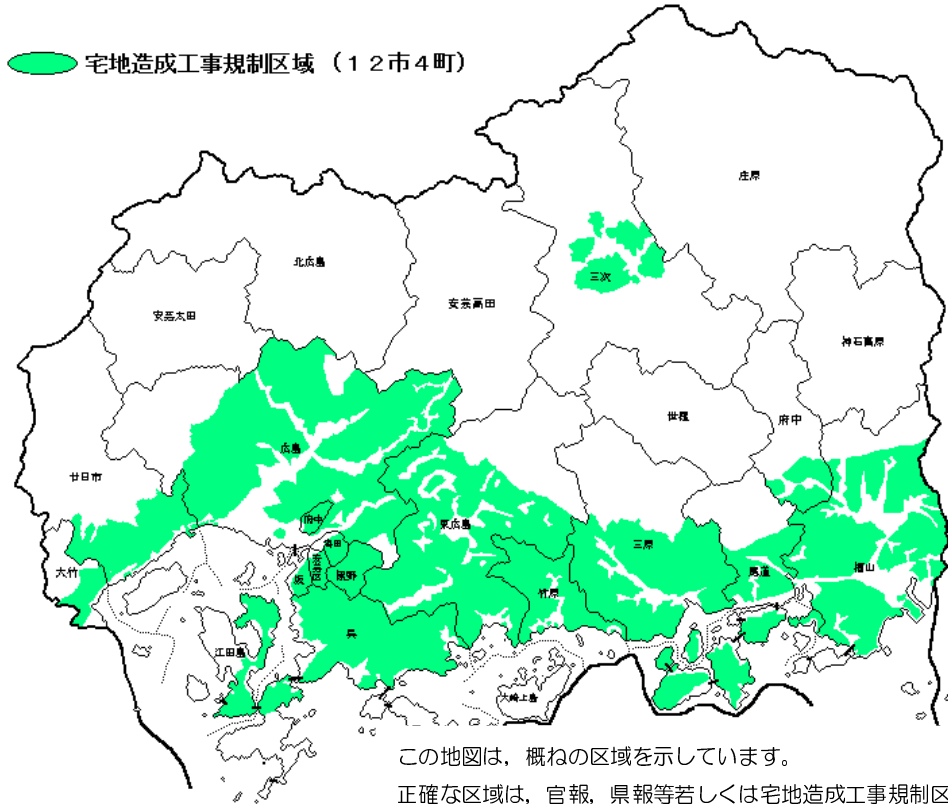 宅地造成工事規制区域 (12市4町)
庄原
北広島
三次
安芸高田
安芸太田
神石高原
世羅
府中
広島
廿日市
府中
東広島
海田
三原
安芸区
大竹
坂
熊野
尾道
福山
竹原
呉
江田島
大崎上島
この地図は，概ねの区域を示しています。
正確な区域は，官報，県報等若しくは宅地造成工事規制区